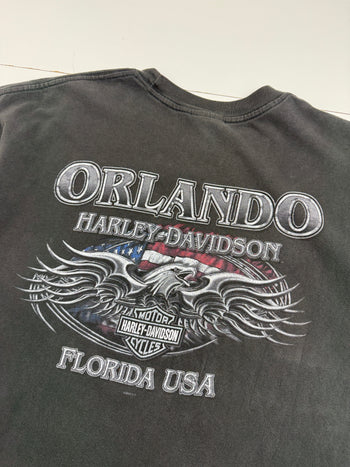 ORLANDO
HARLEY-DAVIDSON
MOTOR
HARLEY-DAVIDSON
CYCLES
FLORIDA USA